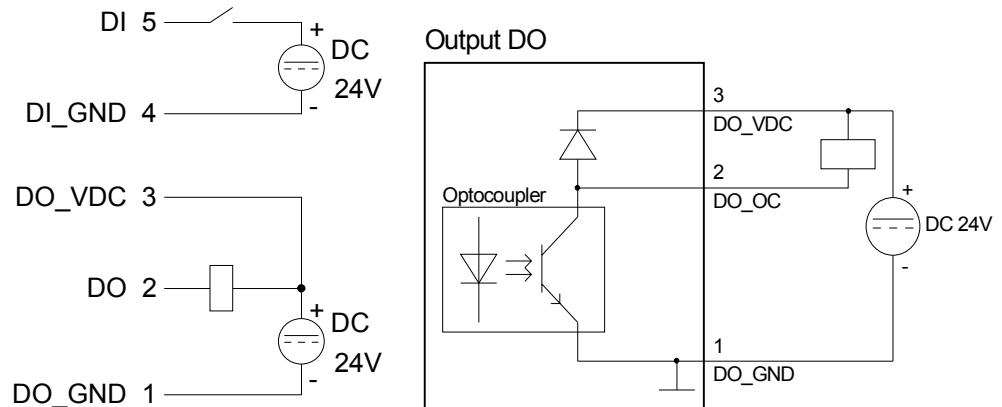 DI 5
+
DC
24V
-
DI_GND 4
DO_VDC 3
DO 2
+
DC
24V
-
DO_GND 1
Output DO
3
DO_VDC
2
DO_OC
Optocoupler
+
DC 24V
-
1
DO_GND